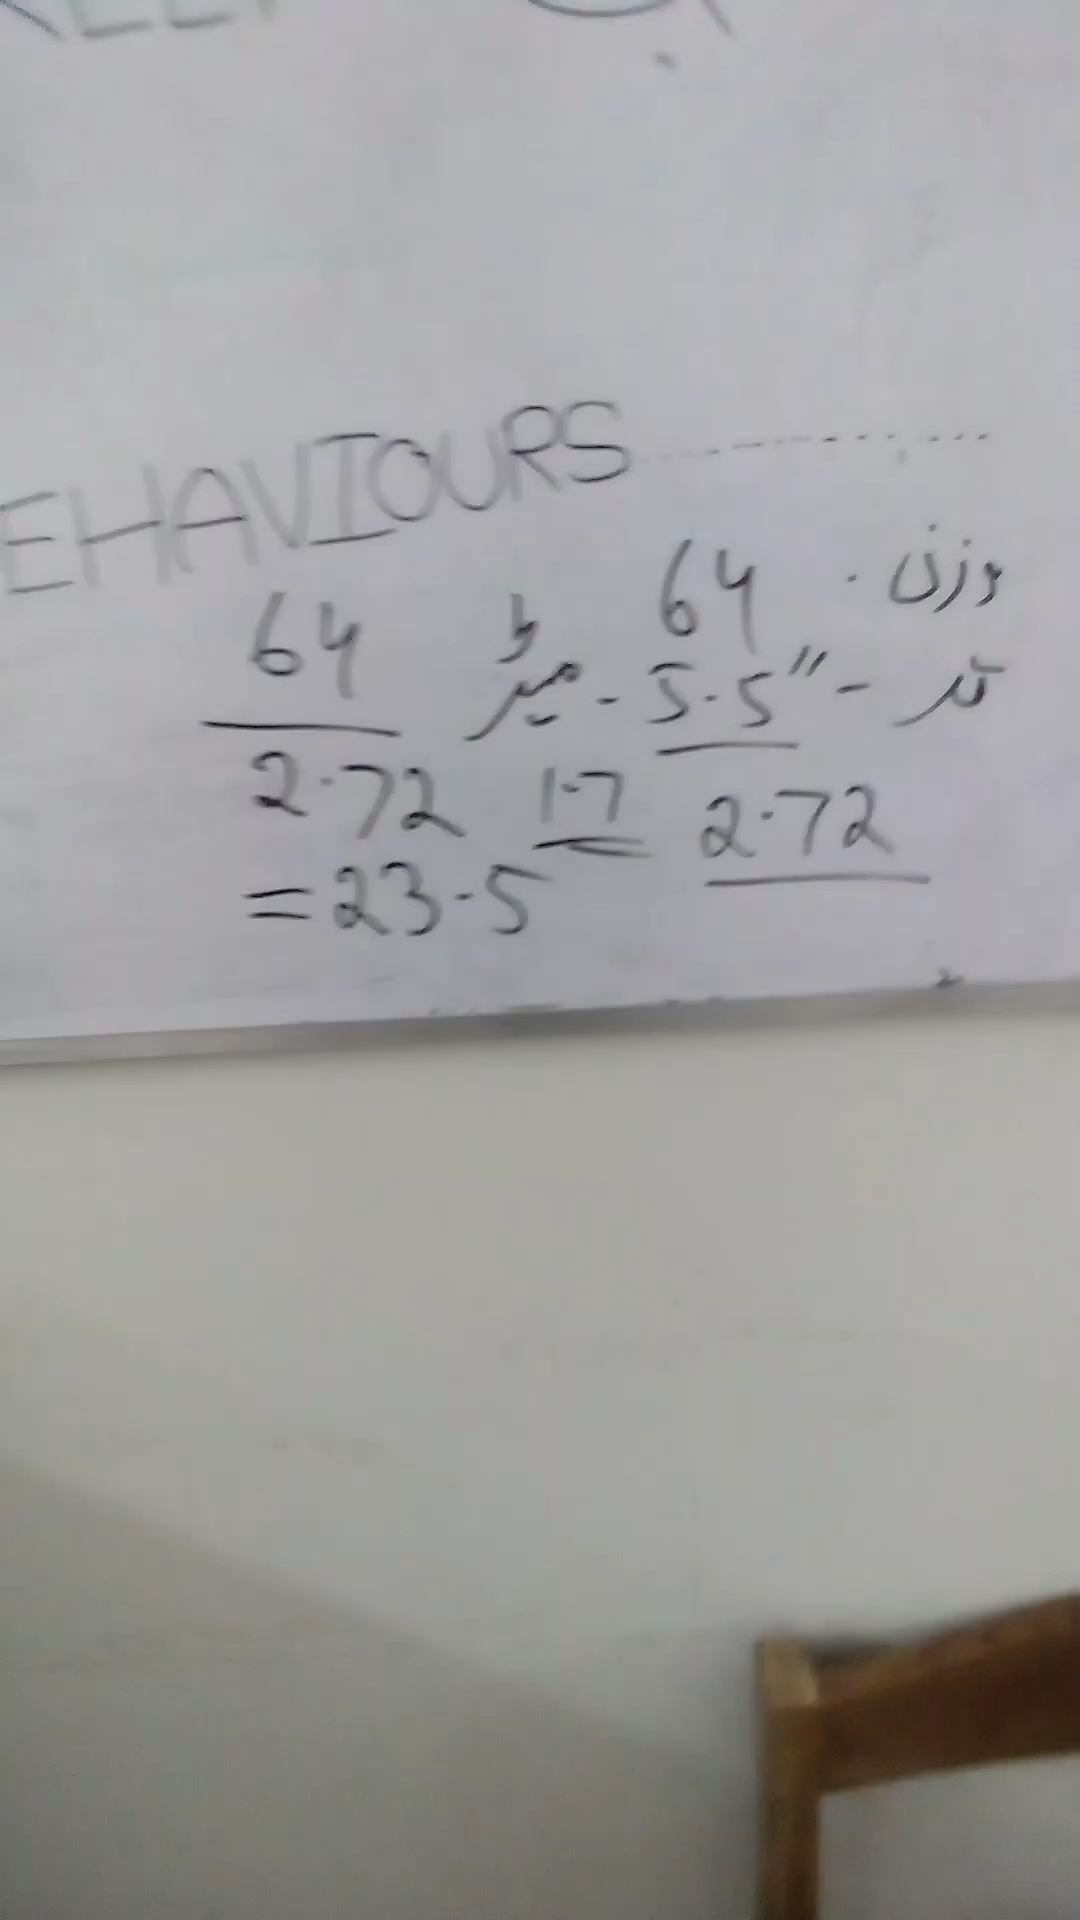 EHAVIOURS ............
وزن . 64
قد - 5.5" - میٹر
1.7
2.72
64
2.72
= 23.5